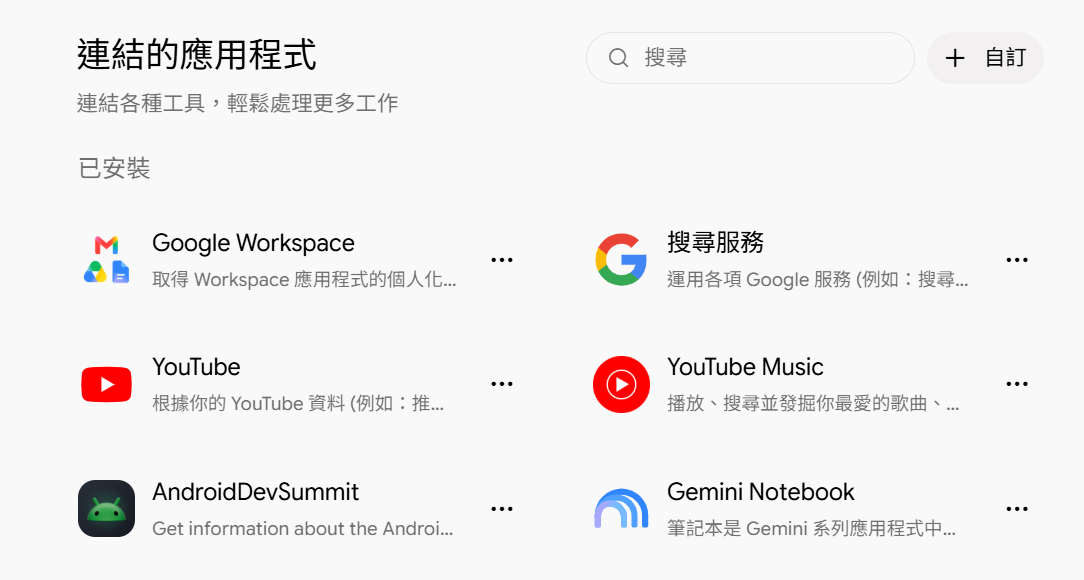 連結的應用程式
搜尋
自訂
連結各種工具，輕鬆處理更多工作
已安裝
Google Workspace
取得 Workspace 應用程式的個人化...
搜尋服務
運用各項 Google 服務 (例如：搜尋...
YouTube
根據你的 YouTube 資料 (例如：推...
YouTube Music
播放、搜尋並發掘你最愛的歌曲、...
AndroidDevSummit
Get information about the Androi...
Gemini Notebook
筆記本是 Gemini 系列應用程式中...